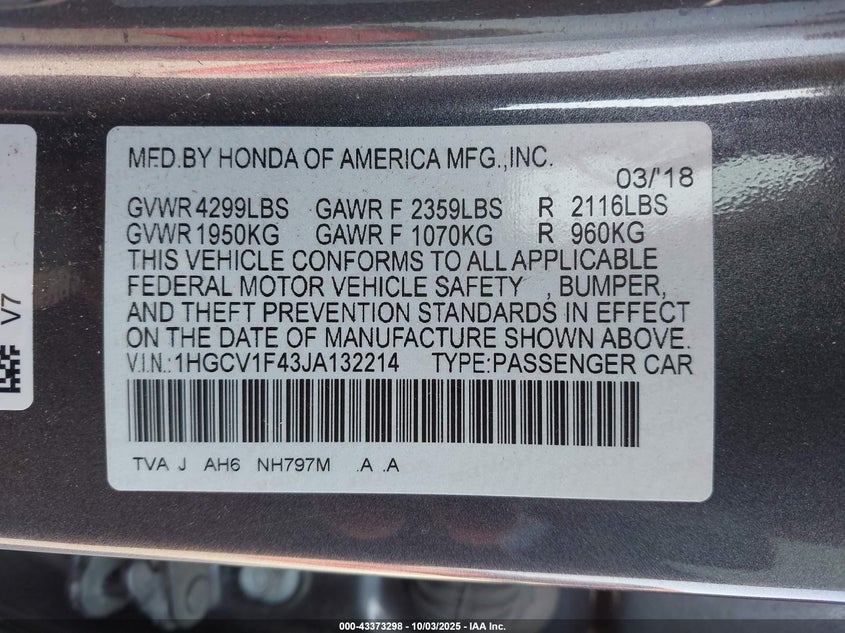 MFD.BY HONDA OF AMERICA MFG.,INC.
03/'18
GVWR 4299LBS GAWR F 2359LBS R 2116LBS
GVWR 1950KG GAWR F 1070KG R 960KG
THIS VEHICLE CONFORMS TO ALL APPLICABLE
FEDERAL MOTOR VEHICLE SAFETY , BUMPER,
AND THEFT PREVENTION STANDARDS IN EFFECT
ON THE DATE OF MANUFACTURE SHOWN ABOVE.
V.I.N.: 1HGCV1F43JA132214 TYPE:PASSENGER CAR
TVA J AH6 NH797M .A .A
V7
000-43373298 - 10/03/2025 - IAA Inc.